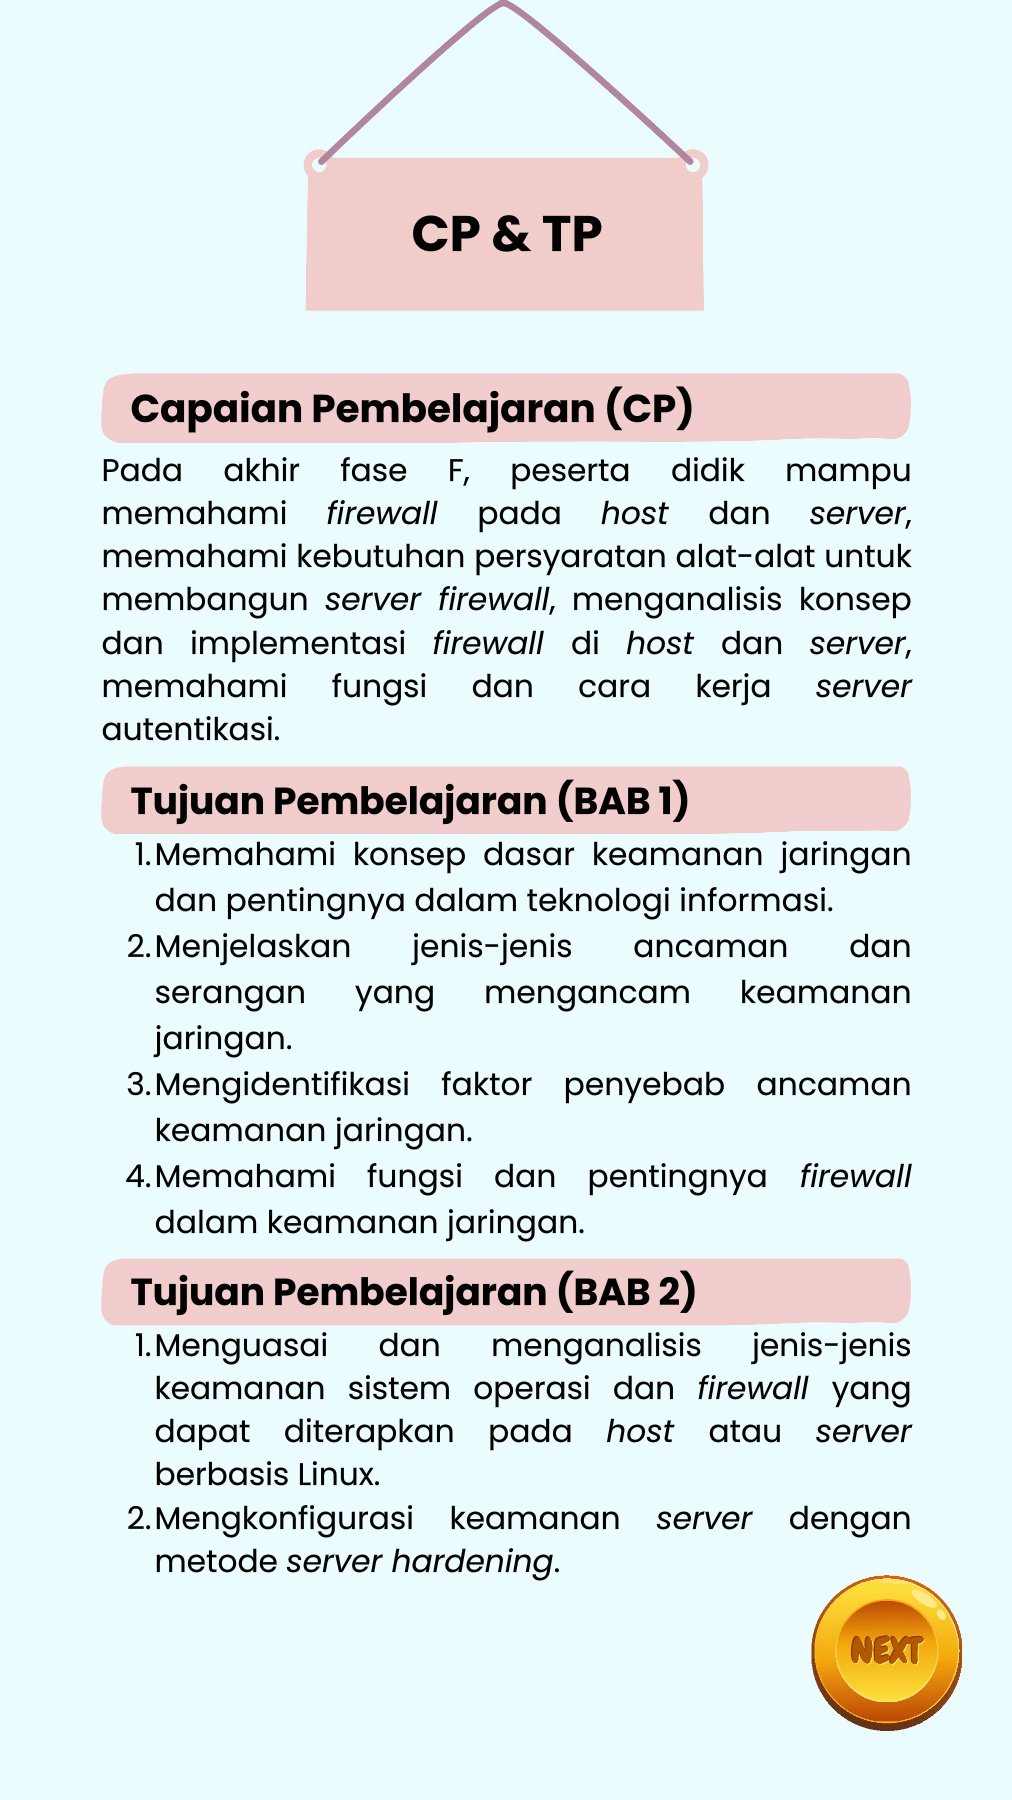 CP & TP
Capaian Pembelajaran (CP)
Pada akhir fase F, peserta didik mampu
memahami firewall pada host dan server,
memahami kebutuhan persyaratan alat-alat untuk
membangun server firewall, menganalisis konsep
dan implementasi firewall di host dan server,
memahami fungsi dan cara kerja server
autentikasi.
Tujuan Pembelajaran (BAB 1)
1. Memahami konsep dasar keamanan jaringan
dan pentingnya dalam teknologi informasi.
2. Menjelaskan jenis-jenis ancaman dan
serangan yang mengancam keamanan
jaringan.
3. Mengidentifikasi faktor penyebab ancaman
keamanan jaringan.
4. Memahami fungsi dan pentingnya firewall
dalam keamanan jaringan.
Tujuan Pembelajaran (BAB 2)
1. Menguasai dan menganalisis jenis-jenis
keamanan sistem operasi dan firewall yang
dapat diterapkan pada host atau server
berbasis Linux.
2. Mengkonfigurasi keamanan server dengan
metode server hardening.
NEXT